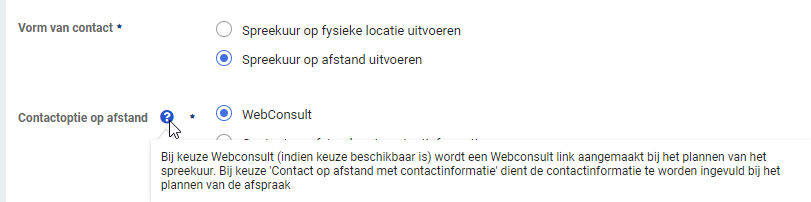 Vorm van contact *
Spreekuur op fysieke locatie uitvoeren
Spreekuur op afstand uitvoeren
Contactoptie op afstand ? *
WebConsult
Bij keuze Webconsult (indien keuze beschikbaar is) wordt een Webconsult link aangemaakt bij het plannen van het
spreekuur. Bij keuze 'Contact op afstand met contactinformatie' dient de contactinformatie te worden ingevuld bij het
plannen van de afspraak